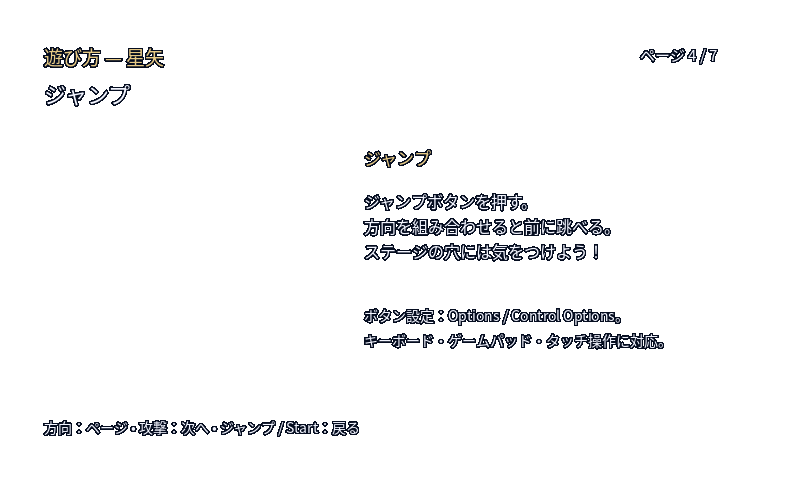 遊び方 — 星矢
ページ 4 / 7
ジャンプ
ジャンプ
ジャンプボタンを押す。
方向を組み合わせると前に跳べる。
ステージの穴には気をつけよう！
ボタン設定：Options / Control Options。
キーボード・ゲームパッド・タッチ操作に対応。
方向：ページ・攻撃：次へ・ジャンプ / Start：戻る